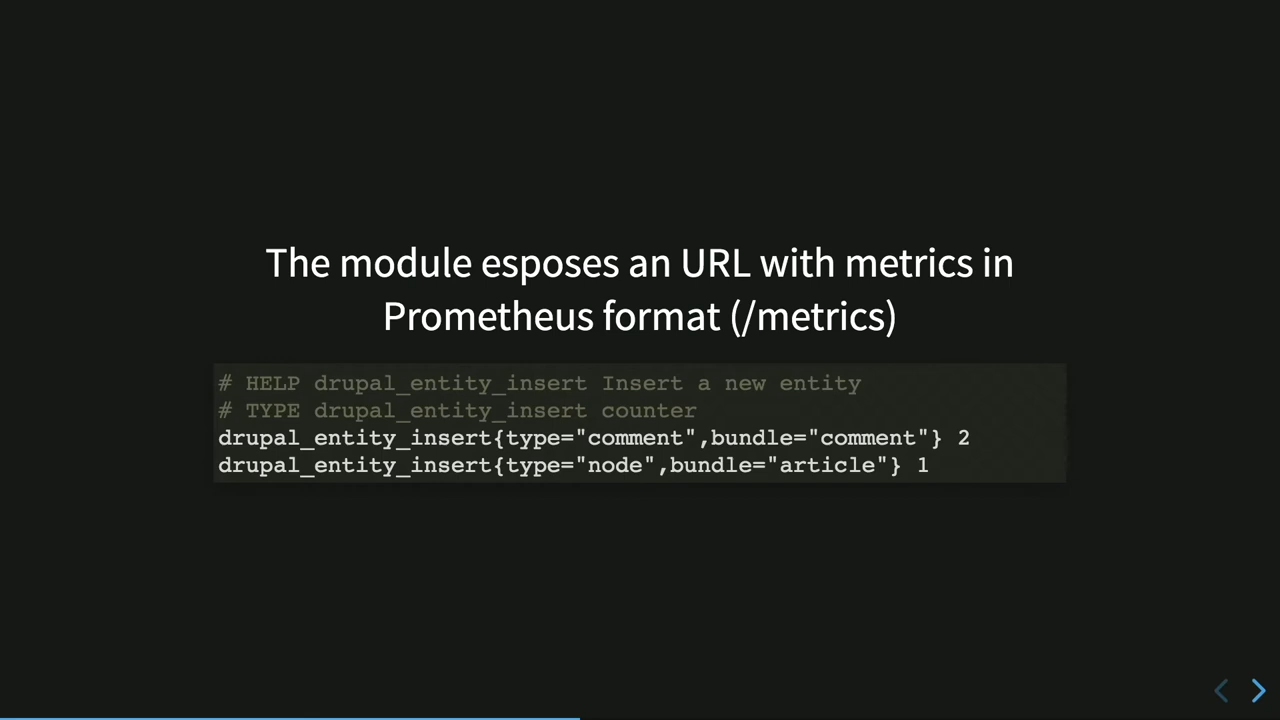 The module esposes an URL with metrics in
Prometheus format (/metrics)
# HELP drupal_entity_insert Insert a new entity
# TYPE drupal_entity_insert counter
drupal_entity_insert{type="comment",bundle="comment"} 2
drupal_entity_insert{type="node",bundle="article"} 1